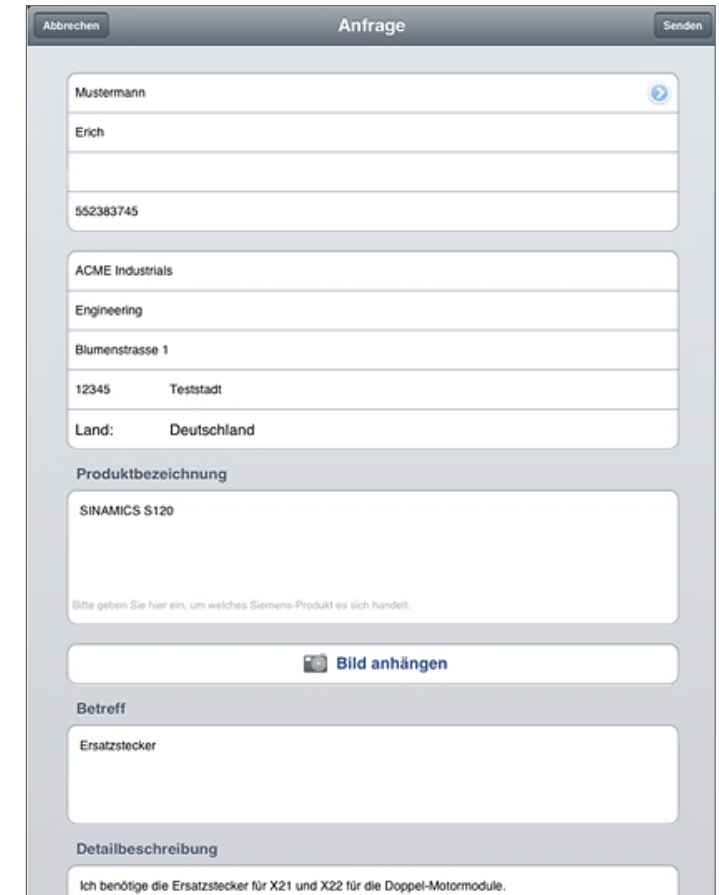 Abbrechen Anfrage Senden
Mustermann
Erich
552383745
ACME Industrials
Engineering
Blumenstrasse 1
12345 Teststadt
Land: Deutschland
Produktbezeichnung
SINAMICS S120
Bitte geben Sie hier ein, um welches Siemens-Produkt es sich handelt.
Bild anhängen
Betreff
Ersatzstecker
Detailbeschreibung
Ich benötige die Ersatzstecker für X21 und X22 für die Doppel-Motormodule.